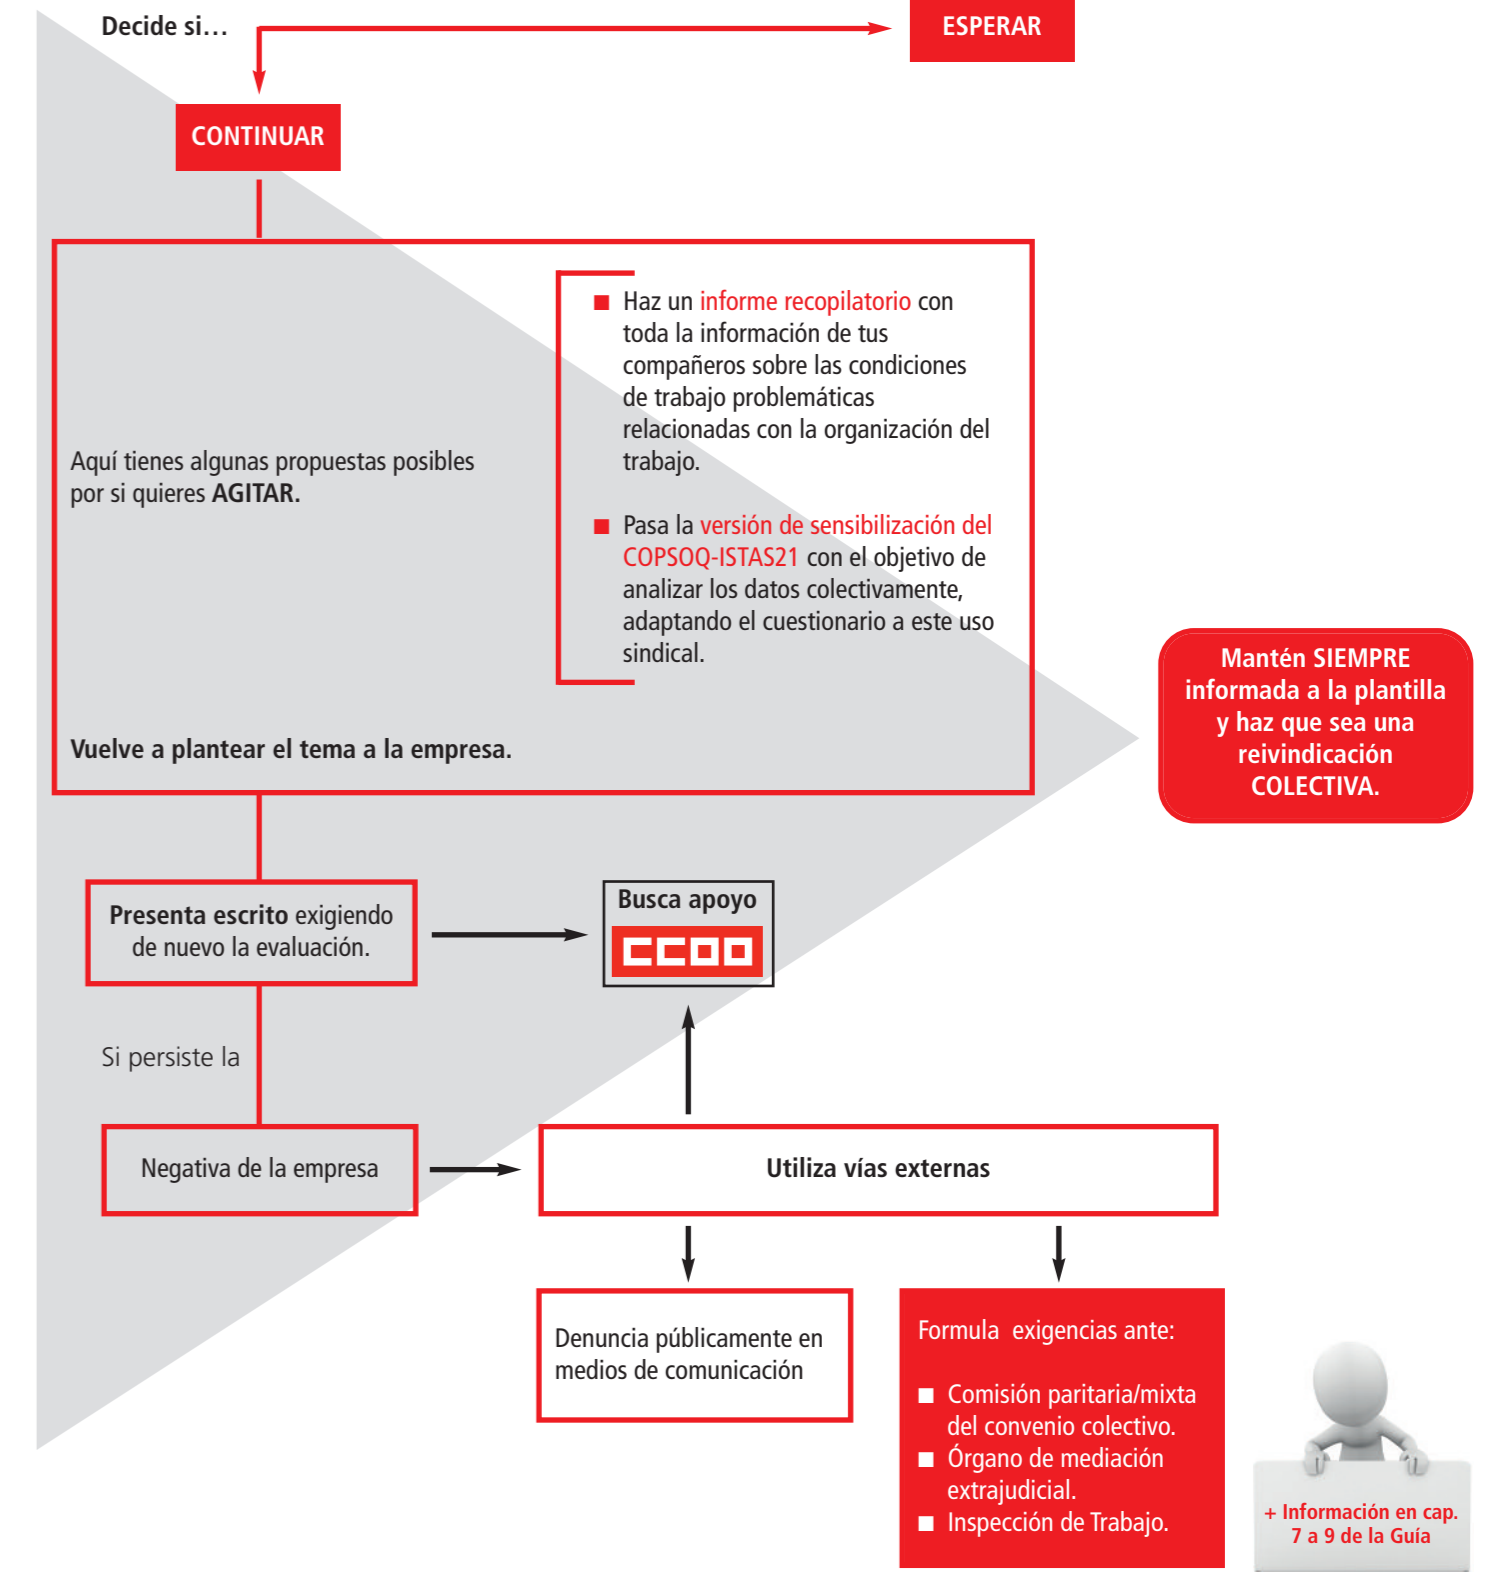 Decide si...
ESPERAR
CONTINUAR
■ Haz un informe recopilatorio con
toda la información de tus
compañeros sobre las condiciones
de trabajo problemáticas
relacionadas con la organización del
trabajo.
Aquí tienes algunas propuestas posibles
por si quieres AGITAR.
■ Pasa la versión de sensibilización del
COPSOQ-ISTAS21 con el objetivo de
analizar los datos colectivamente,
adaptando el cuestionario a este uso
sindical.
Vuelve a plantear el tema a la empresa.
Mantén SIEMPRE
informada a la plantilla
y haz que sea una
reivindicación
COLECTIVA.
Presenta escrito exigiendo
de nuevo la evaluación.
Busca apoyo
CCOO
Si persiste la
Negativa de la empresa
Utiliza vías externas
Denuncia públicamente en
medios de comunicación
Formula exigencias ante:
■ Comisión paritaria/mixta
del convenio colectivo.
■ Órgano de mediación
extrajudicial.
■ Inspección de Trabajo.
+ Información en cap.
7 a 9 de la Guía